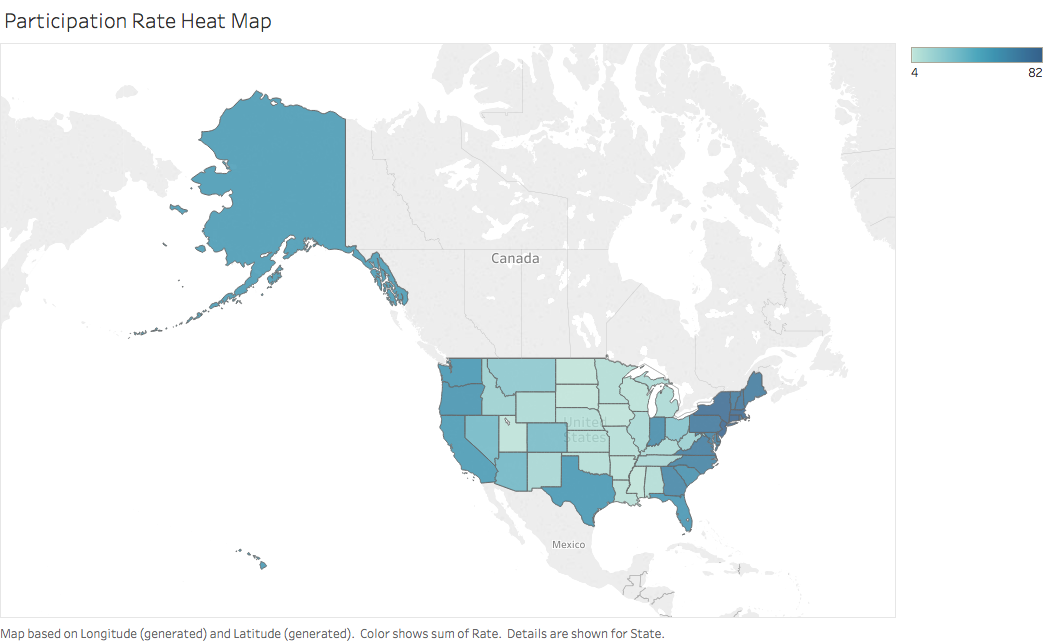 Participation Rate Heat Map
4 82
Canada
United
States
Mexico
Map based on Longitude (generated) and Latitude (generated). Color shows sum of Rate. Details are shown for State.